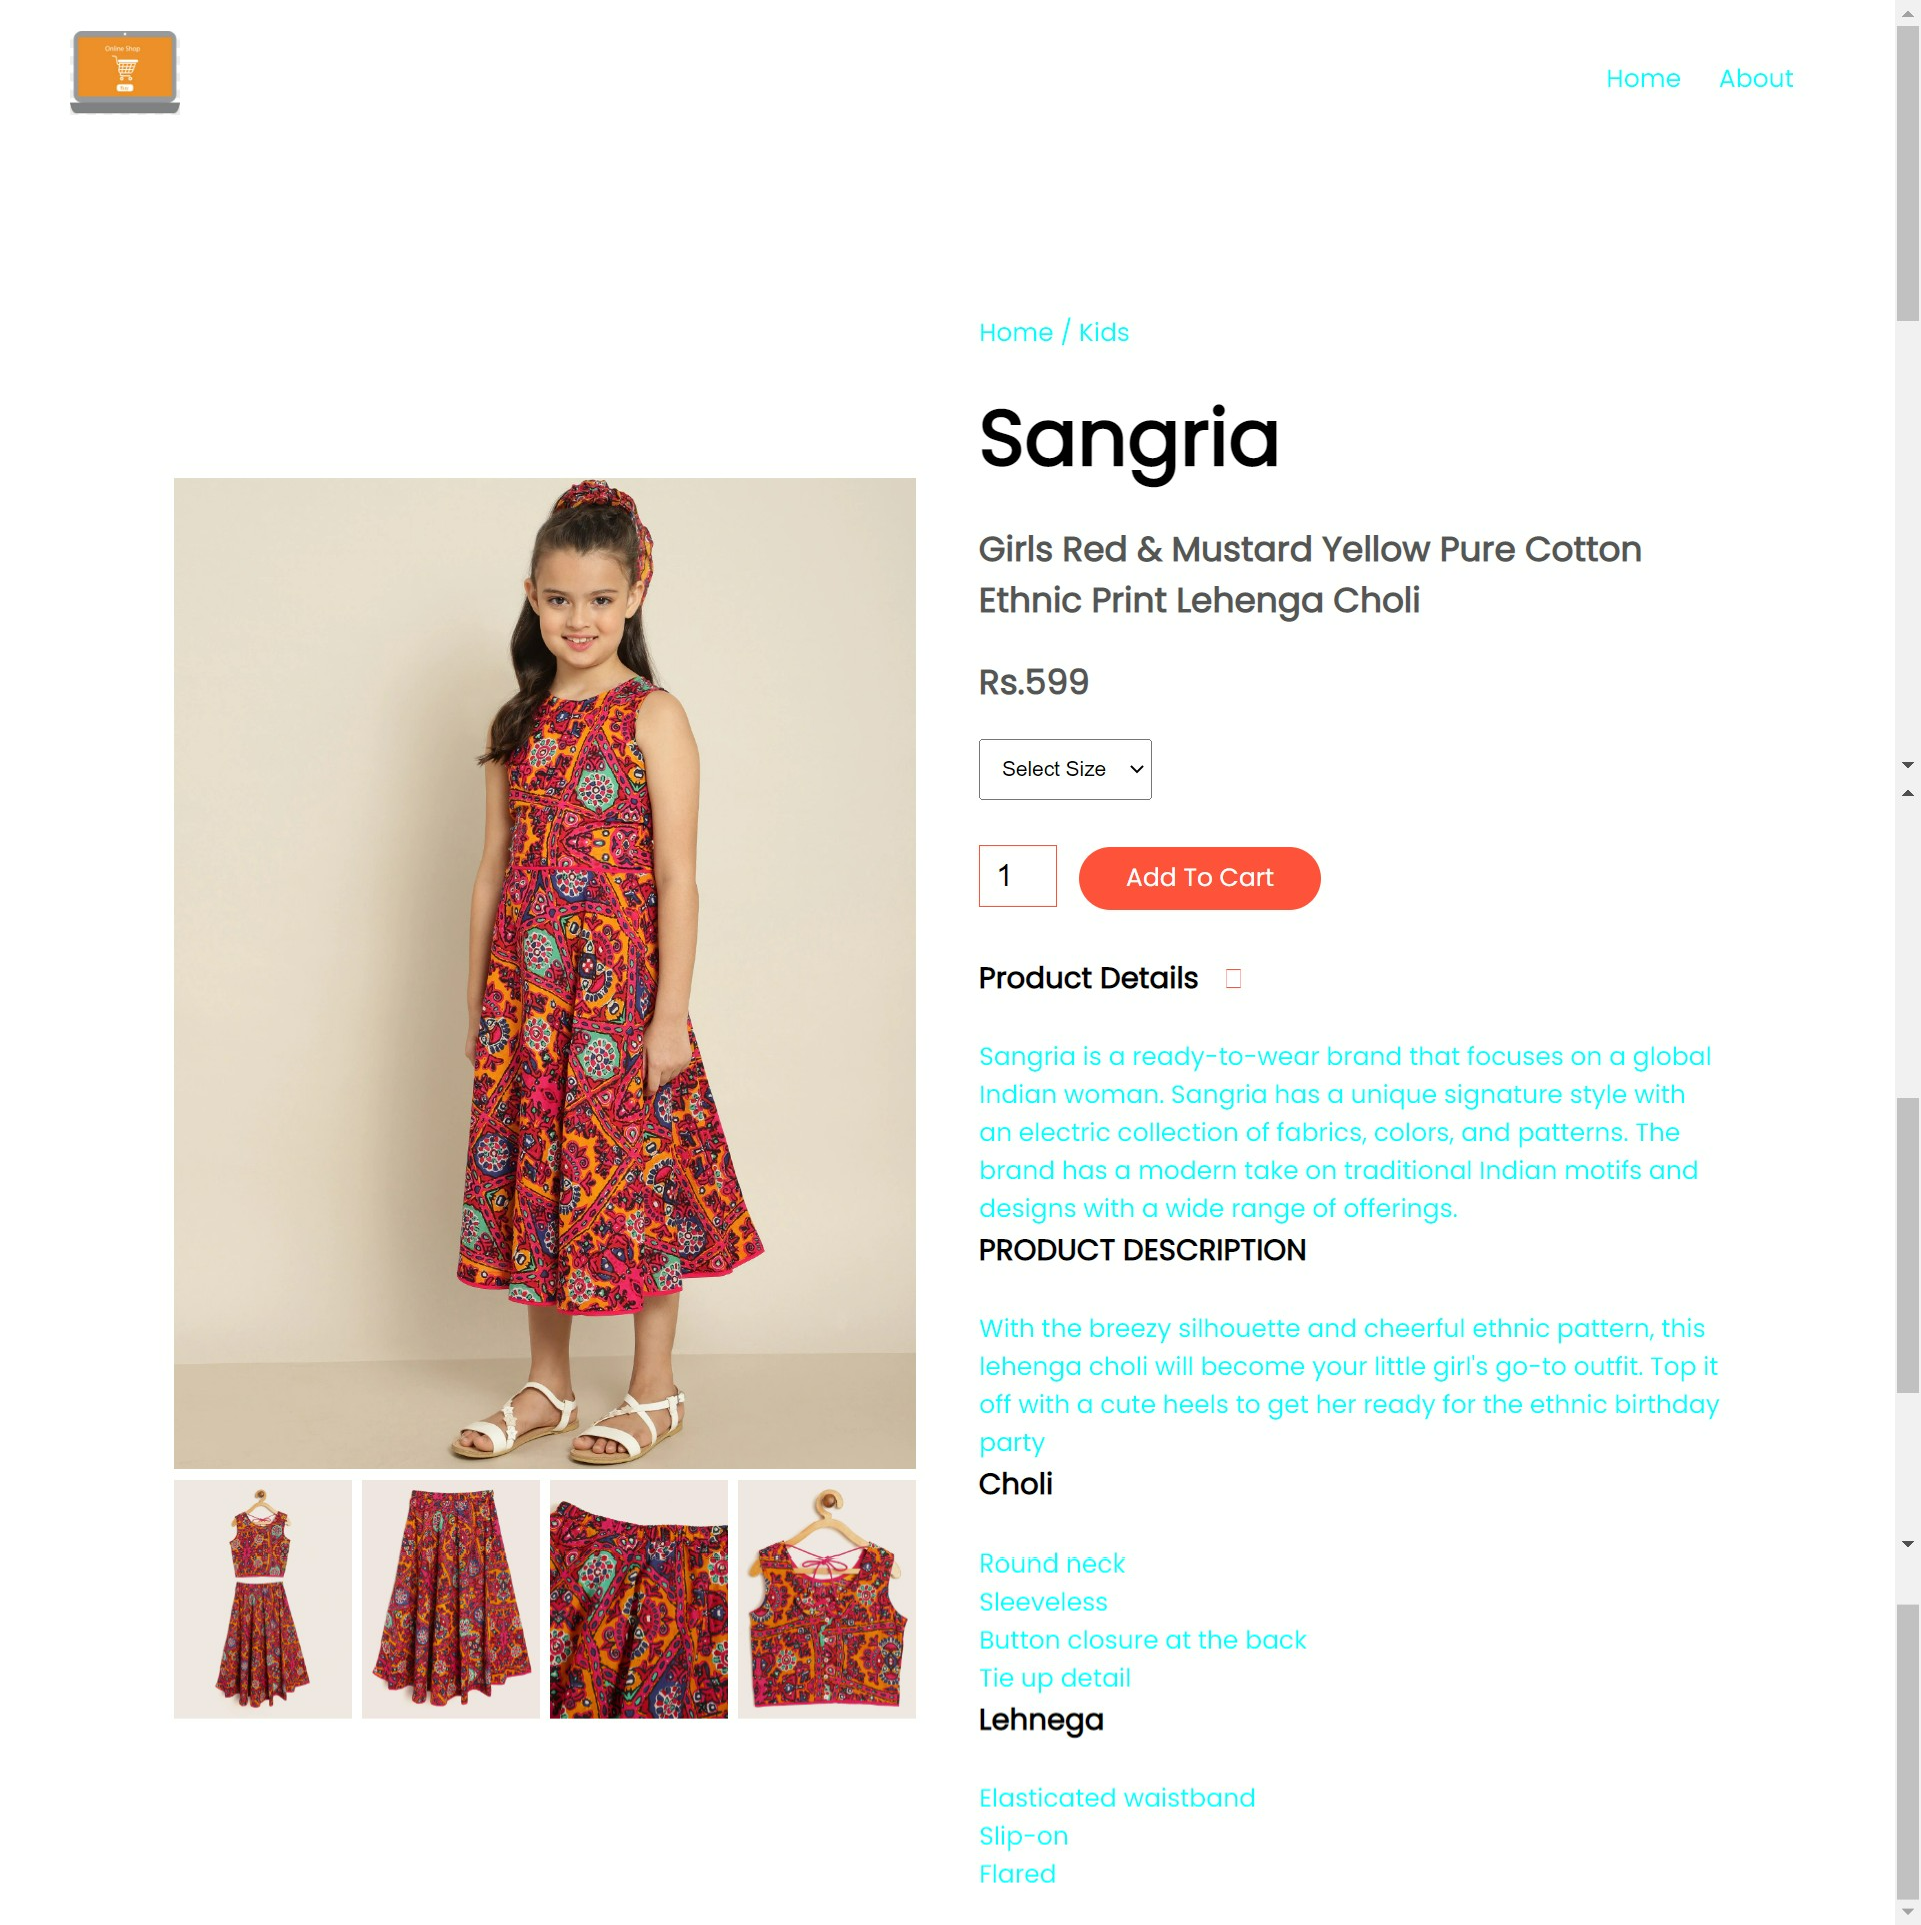 Online Shop
Home About
Home / Kids
Sangria
Girls Red & Mustard Yellow Pure Cotton
Ethnic Print Lehenga Choli
Rs.599
Select Size
1 Add To Cart
Product Details
Sangria is a ready-to-wear brand that focuses on a global
Indian woman. Sangria has a unique signature style with
an electric collection of fabrics, colors, and patterns. The
brand has a modern take on traditional Indian motifs and
designs with a wide range of offerings.
PRODUCT DESCRIPTION
With the breezy silhouette and cheerful ethnic pattern, this
lehenga choli will become your little girl's go-to outfit. Top it
off with a cute heels to get her ready for the ethnic birthday
party
Choli
Round neck
Sleeveless
Button closure at the back
Tie up detail
Lehnega
Elasticated waistband
Slip-on
Flared